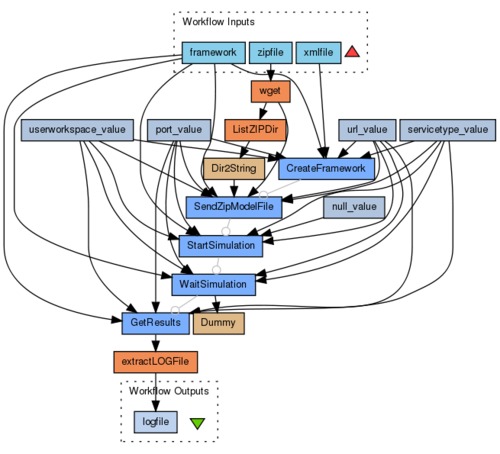 Workflow Inputs
framework
zipfile
xmlfile
wget
userworkspace_value
port_value
ListZIPDir
url_value
servicetype_value
Dir2String
CreateFramework
SendZipModelFile
null_value
StartSimulation
WaitSimulation
GetResults
Dummy
extractLOGFile
Workflow Outputs
logfile